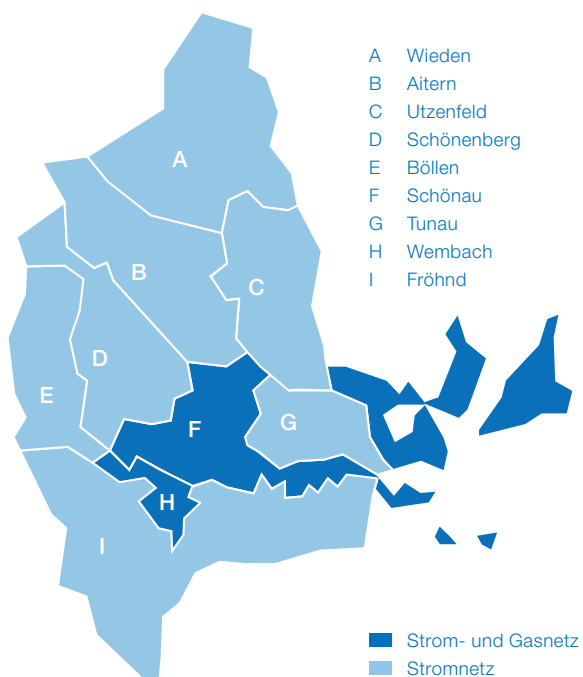 A Wieden
B Aitern
C Utzenfeld
D Schönenberg
E Böllen
F Schönau
G Tunau
H Wembach
I Fröhnd
A
B
C
D
E
F
G
H
I
Strom- und Gasnetz
Stromnetz